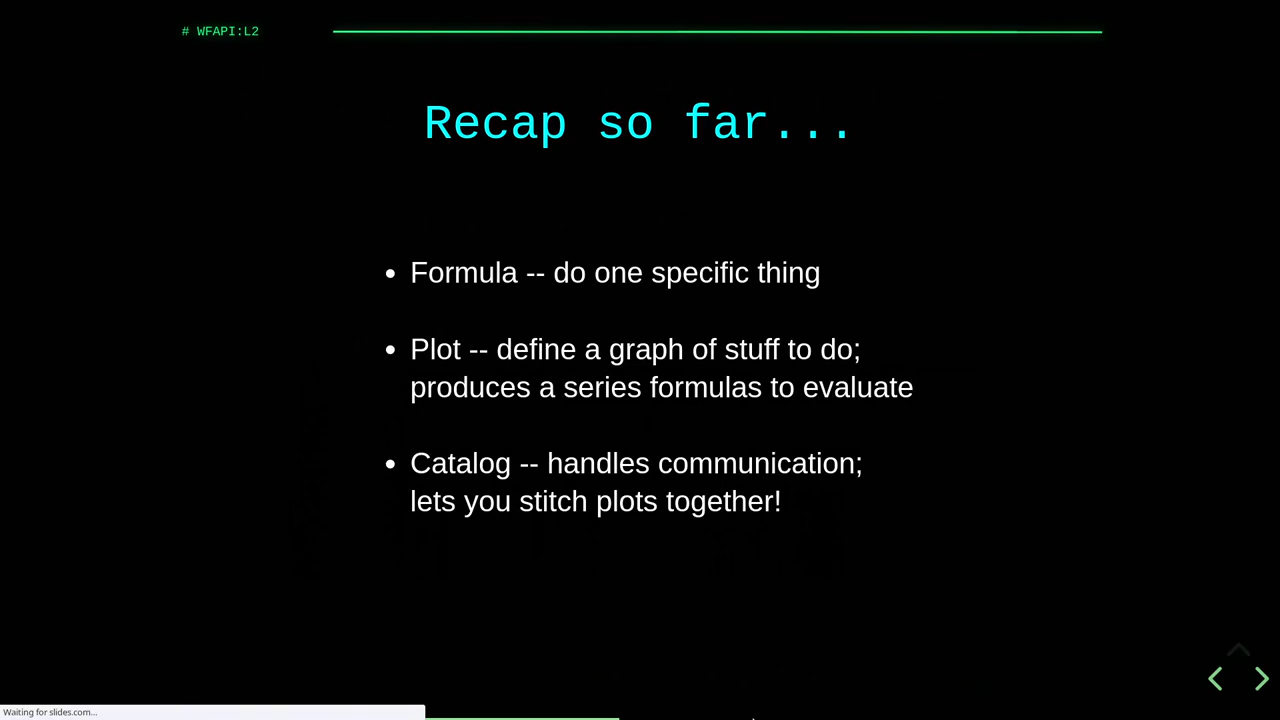 # WFAPI:L2
Recap so far...
• Formula -- do one specific thing
• Plot -- define a graph of stuff to do;
produces a series formulas to evaluate
• Catalog -- handles communication;
lets you stitch plots together!
Waiting for slides.com...